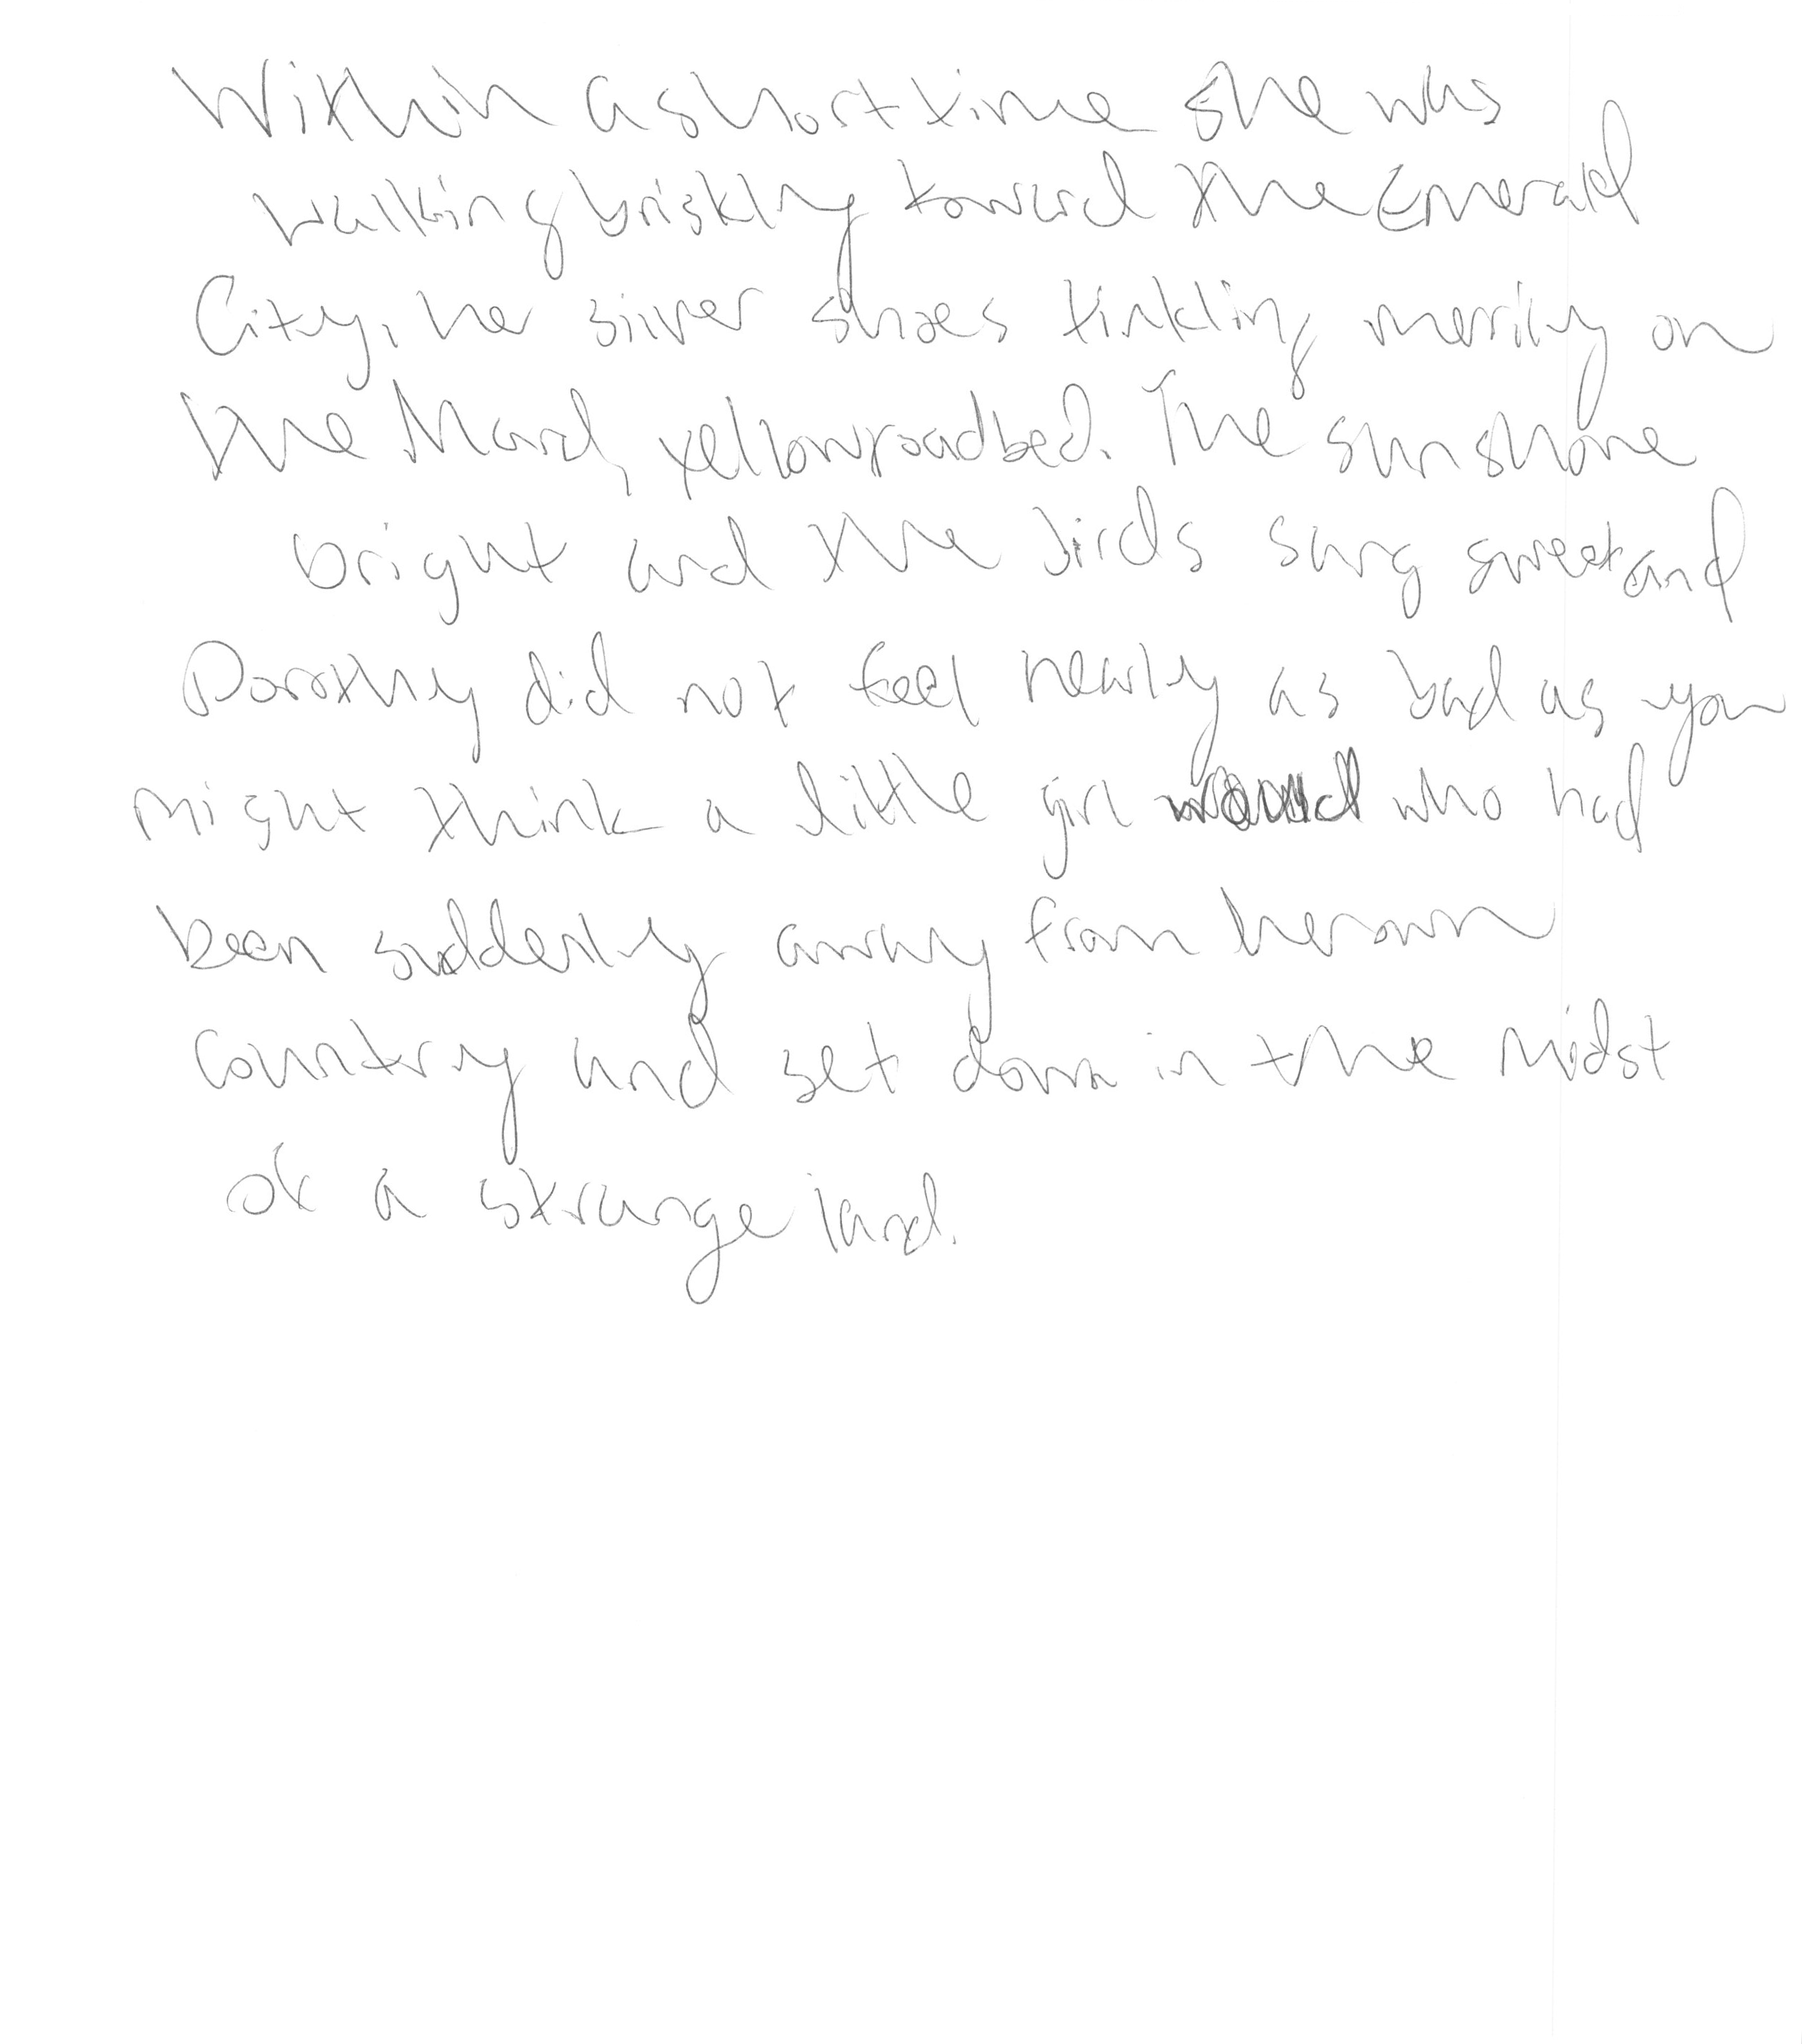 Within a short time she was
walking briskly toward the Emerald
City, her silver shoes tinkling merrily on
the hard, yellow roadbed. The sun shone
bright and the birds sang sweet and
Dorothy did not feel nearly as bad as you
might think a little girl who had
been suddenly away from her own
country and set down in the midst
of a strange land.